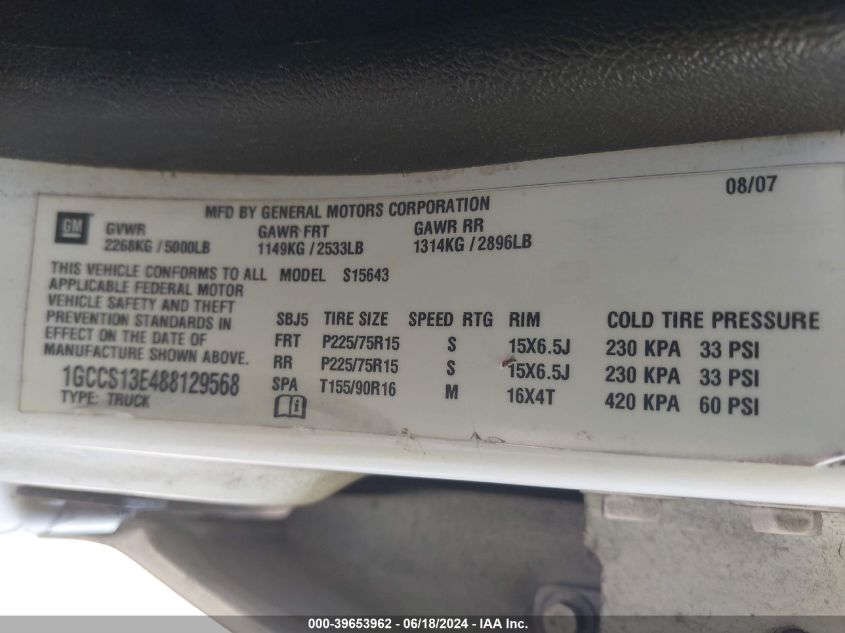 08/07
MFD BY GENERAL MOTORS CORPORATION
GM GVWR GAWR FRT GAWR RR
2268KG / 5000LB 1149KG / 2533LB 1314KG / 2896LB
THIS VEHICLE CONFORMS TO ALL MODEL S15643
APPLICABLE FEDERAL MOTOR
VEHICLE SAFETY AND THEFT
PREVENTION STANDARDS IN SBJ5 TIRE SIZE SPEED RTG RIM COLD TIRE PRESSURE
EFFECT ON THE DATE OF FRT P225/75R15 S 15X6.5J 230 KPA 33 PSI
MANUFACTURE SHOWN ABOVE. RR P225/75R15 S 15X6.5J 230 KPA 33 PSI
1GCCS13E488129568 SPA T155/90R16 M 16X4T 420 KPA 60 PSI
TYPE: TRUCK
000-39653962 - 06/18/2024 - IAA Inc.